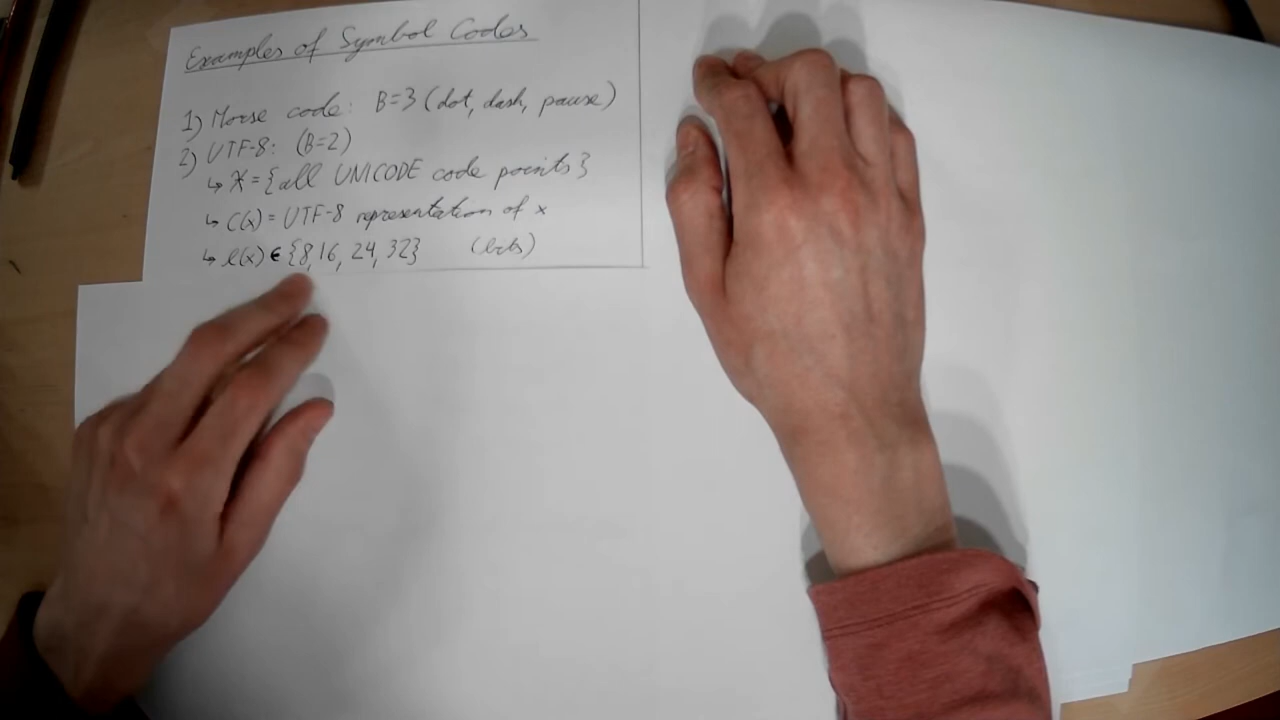 Examples of Symbol Codes
1) Morse code: B=3 (dot, dash, pause)
2) UTF-8: (B=2)
↳ X = {all UNICODE code points}
↳ C(x) = UTF-8 representation of x
↳ l(x) ∈ {8, 16, 24, 32} (bits)